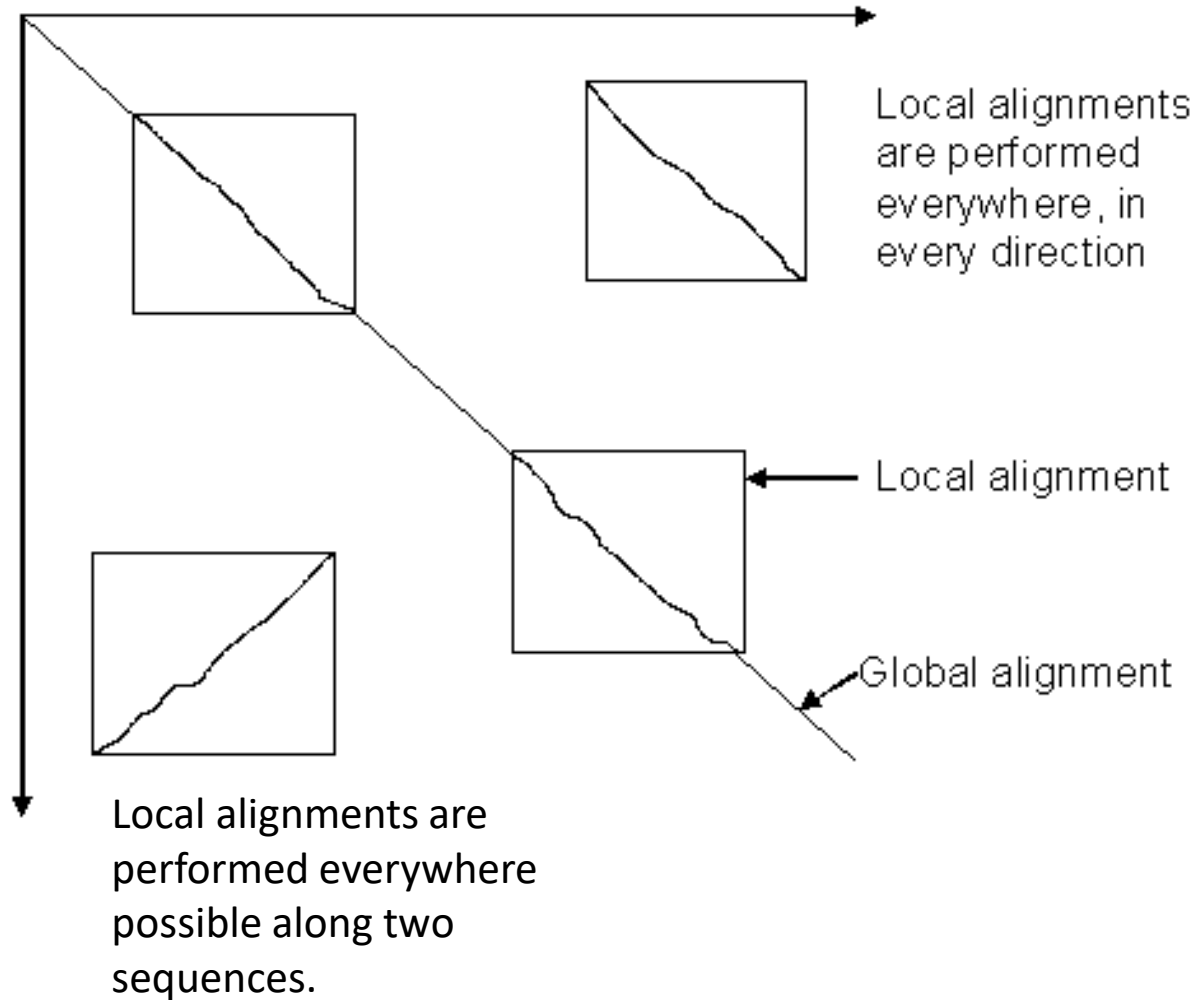 Local alignments
are performed
everywhere, in
every direction
Local alignment
Global alignment
Local alignments are
performed everywhere
possible along two
sequences.